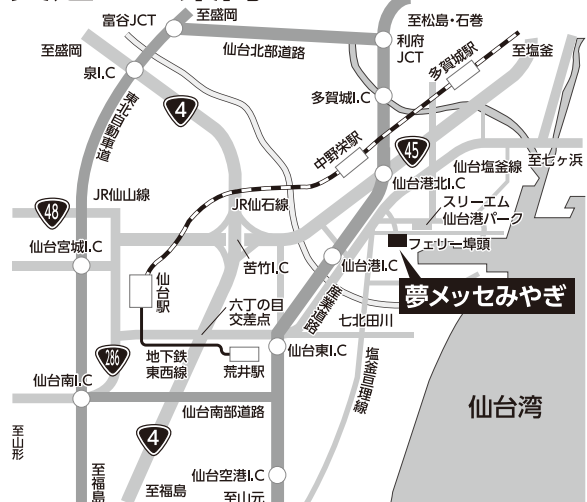 富谷JCT
至盛岡
至松島・石巻
至盛岡
仙台北部道路
利府
JCT
多賀城駅
至塩釜
泉I.C
4
多賀城I.C
東北自動車道
中野栄駅
45
仙台塩釜線
至七ヶ浜
仙台港北I.C
JR仙山線
JR仙石線
スリーエム
仙台港パーク
48
フェリー埠頭
仙台宮城I.C
苦竹I.C
仙台港I.C
夢メッセみやぎ
仙台駅
六丁の目
交差点
産業道路
七北田川
286
地下鉄
東西線
荒井駅
仙台東I.C
塩釜亘理線
仙台南I.C
仙台湾
仙台南部道路
至山形
4
至福島
至福島
仙台空港I.C
至山元